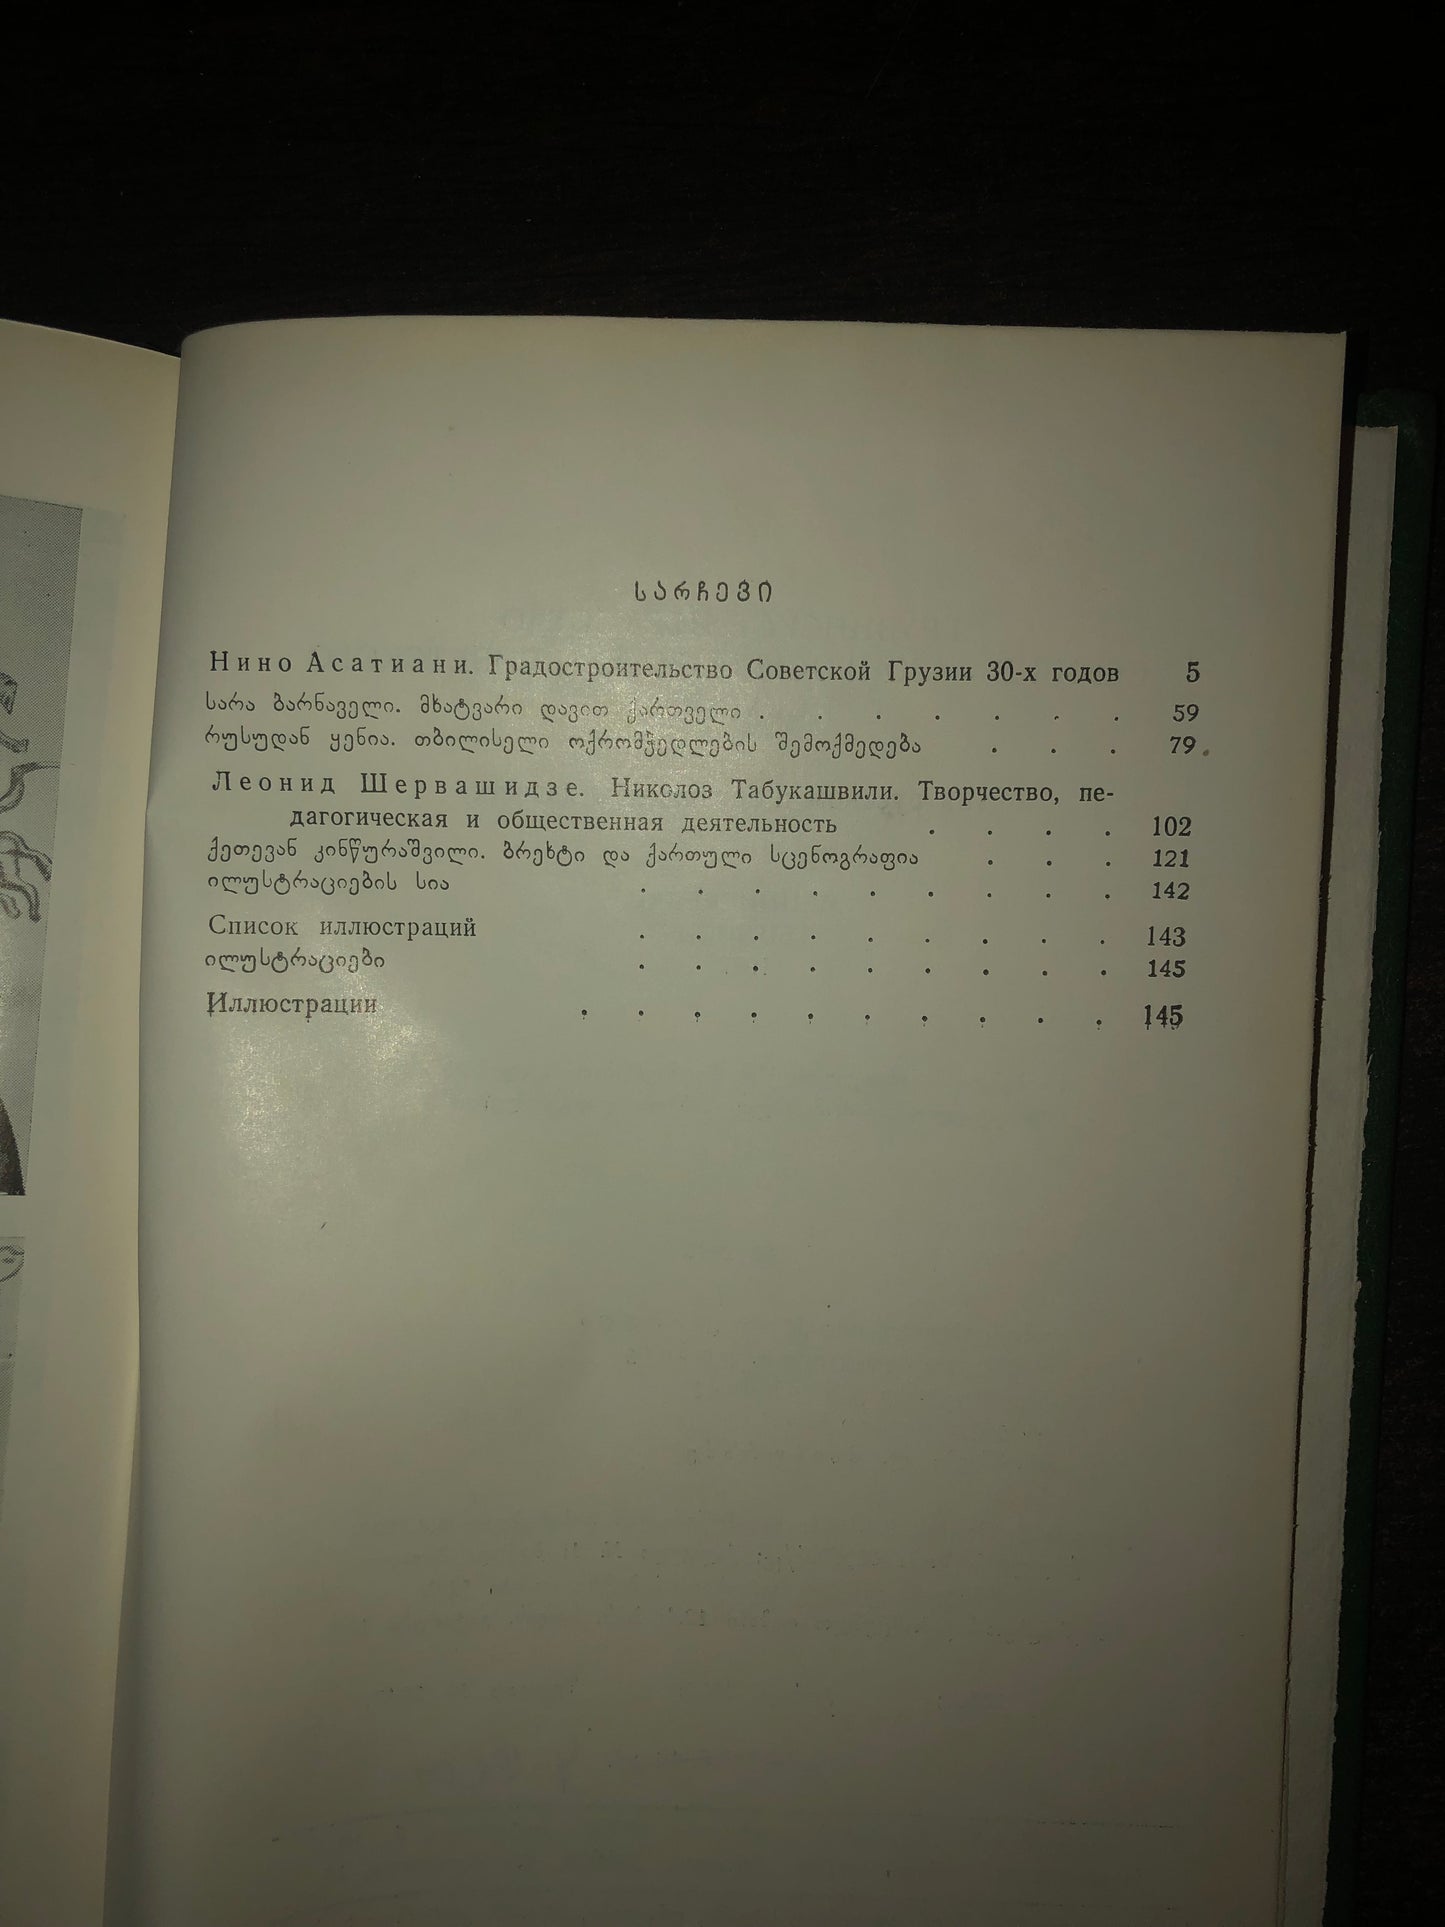 ᲡᲐᲠᲩᲔᲕᲘ
Нино Асатиани. Градостроительство Советской Грузии 30-х годов 5
სარა ბარნაველი. მხატვარი დავით ქართველი . . . . . . . 59
რუსუდან ყენია. თბილისელი ოქრომჭედლების შემოქმედება . . . 79
Леонид Шервашидзе. Николоз Табукашвили. Творчество, пе-
дагогическая и общественная деятельность . . . . 102
ქეთევან კინწურაშვილი. ბრეხტი და ქართული სცენოგრაფია . . . 121
ილუსტრაციების სია . . . . . . . . . 142
Список иллюстраций . . . . . . . . . 143
ილუსტრაციები . . . . . . . . . 145
Иллюстрации . . . . . . . . . . 145